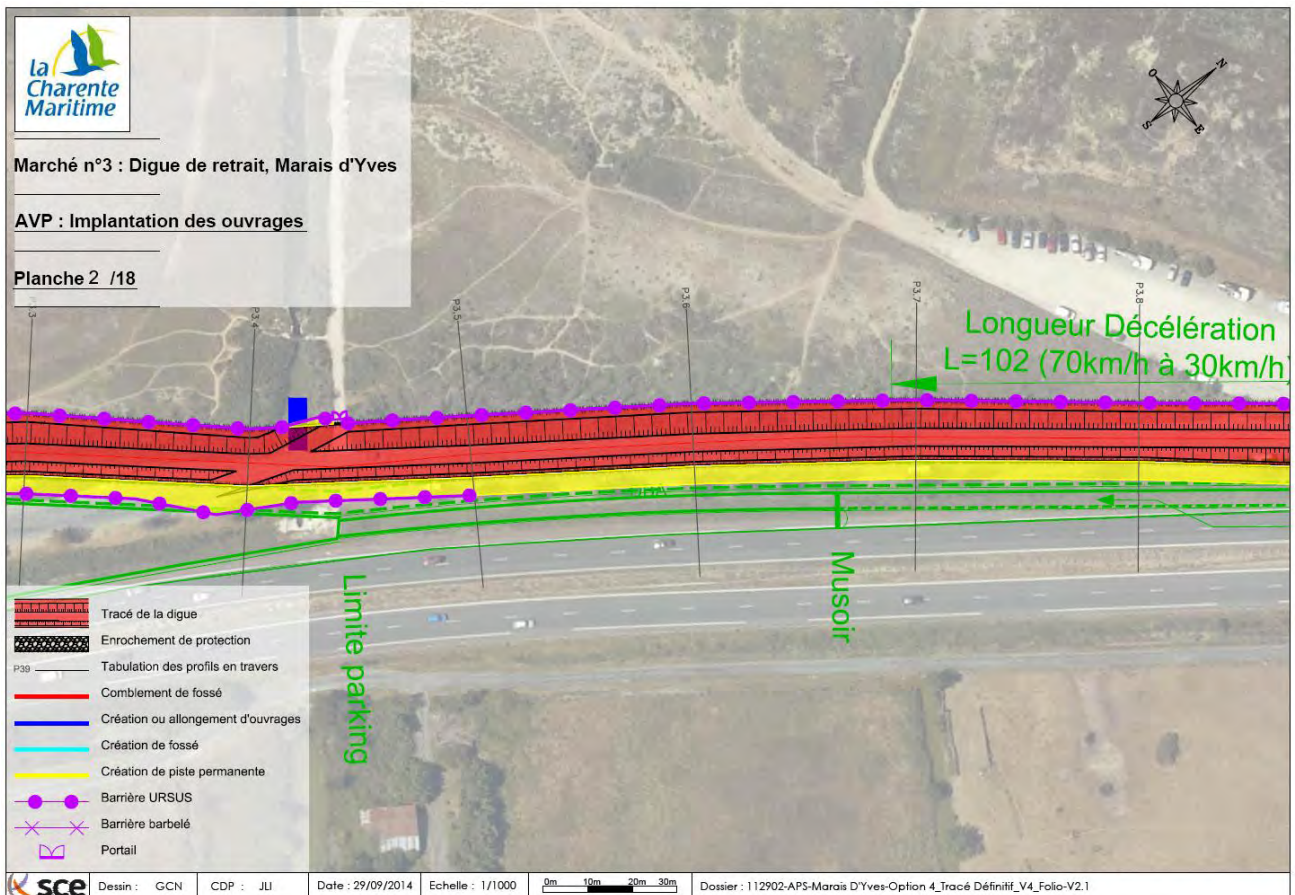 la
Charente
Maritime
Marché n°3 : Digue de retrait, Marais d'Yves
AVP : Implantation des ouvrages
Planche 2 /18
N
O
S
E
P3.3
P3.4
P3.5
P3.6
P3.7
P3.8
Longueur Décélération
L=102 (70km/h à 30km/h)
Limite parking
Musoir
Tracé de la digue
Enrochement de protection
P39
Tabulation des profils en travers
Comblement de fossé
Création ou allongement d'ouvrages
Création de fossé
Création de piste permanente
Barrière URSUS
Barrière barbelé
Portail
sce
Dessin : GCN
CDP : JLI
Date : 29/09/2014
Echelle : 1/1000
0m 10m 20m 30m
Dossier : 112902-APS-Marais D'Yves-Option 4_Tracé Définitif_V4_Folio-V2.1